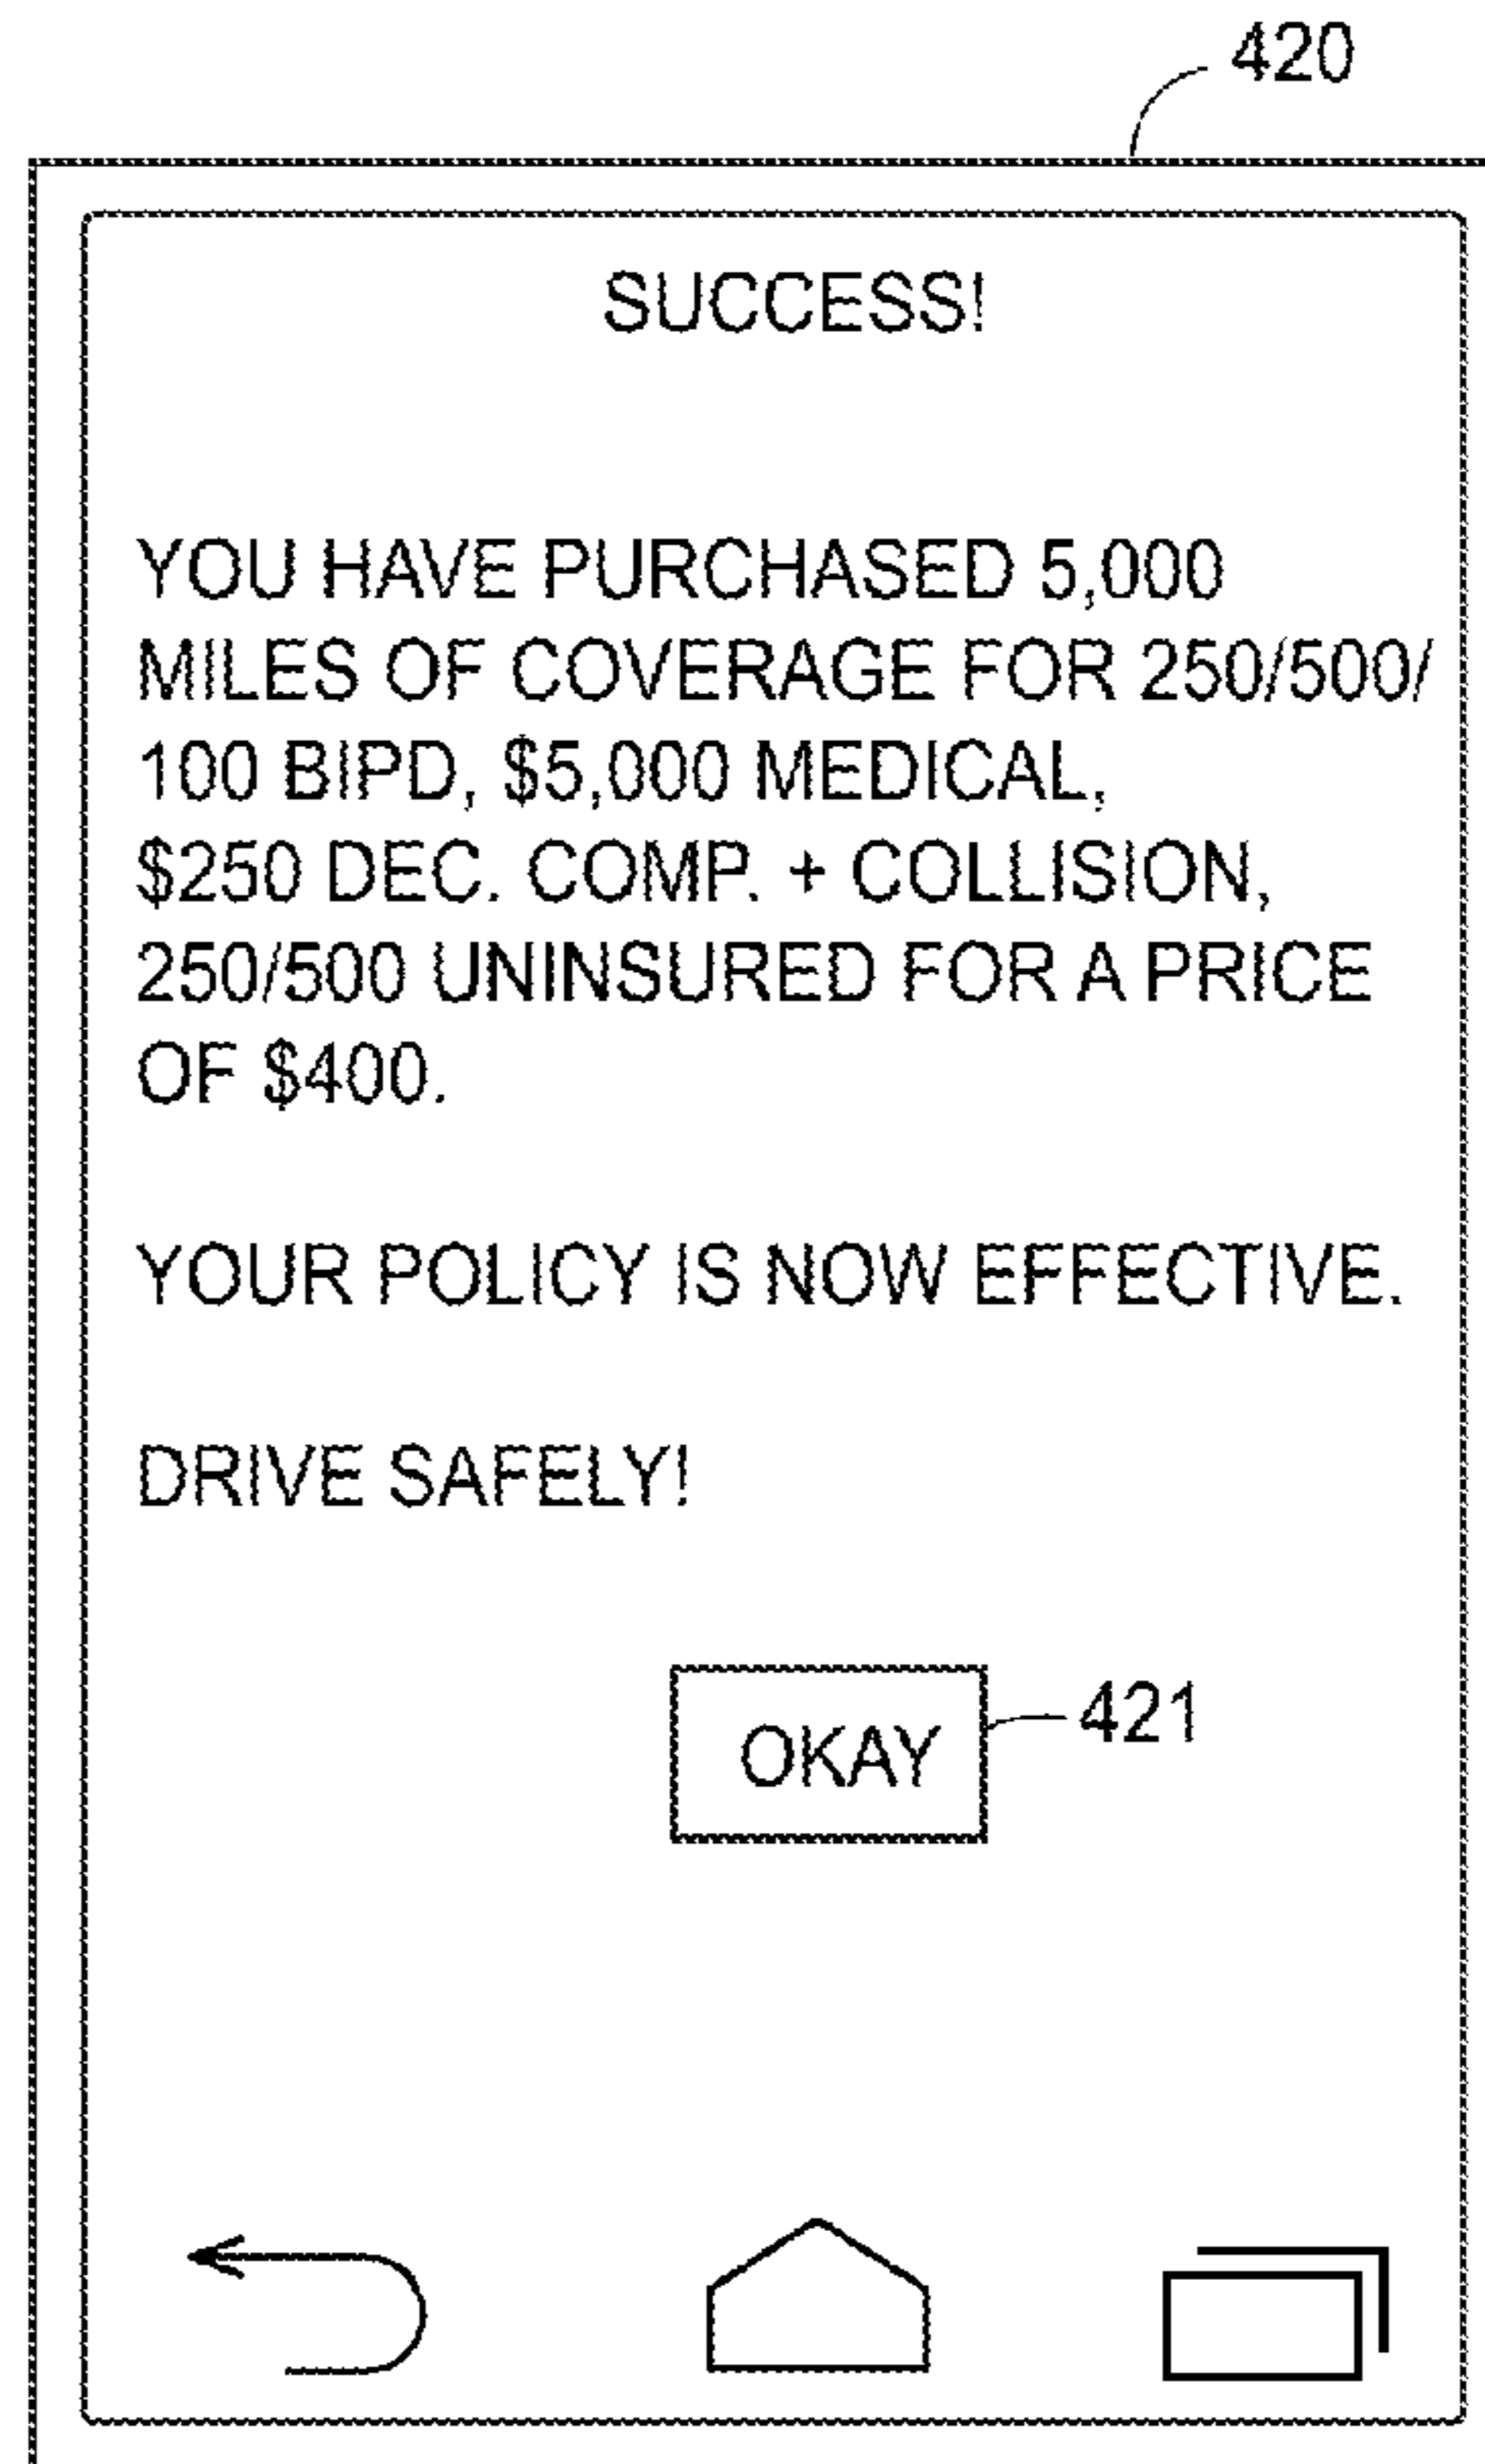 420
SUCCESS!
YOU HAVE PURCHASED 5,000
MILES OF COVERAGE FOR 250/500/
100 BIPD, $5,000 MEDICAL,
$250 DEC. COMP. + COLLISION,
250/500 UNINSURED FOR A PRICE
OF $400.
YOUR POLICY IS NOW EFFECTIVE.
DRIVE SAFELY!
OKAY
421